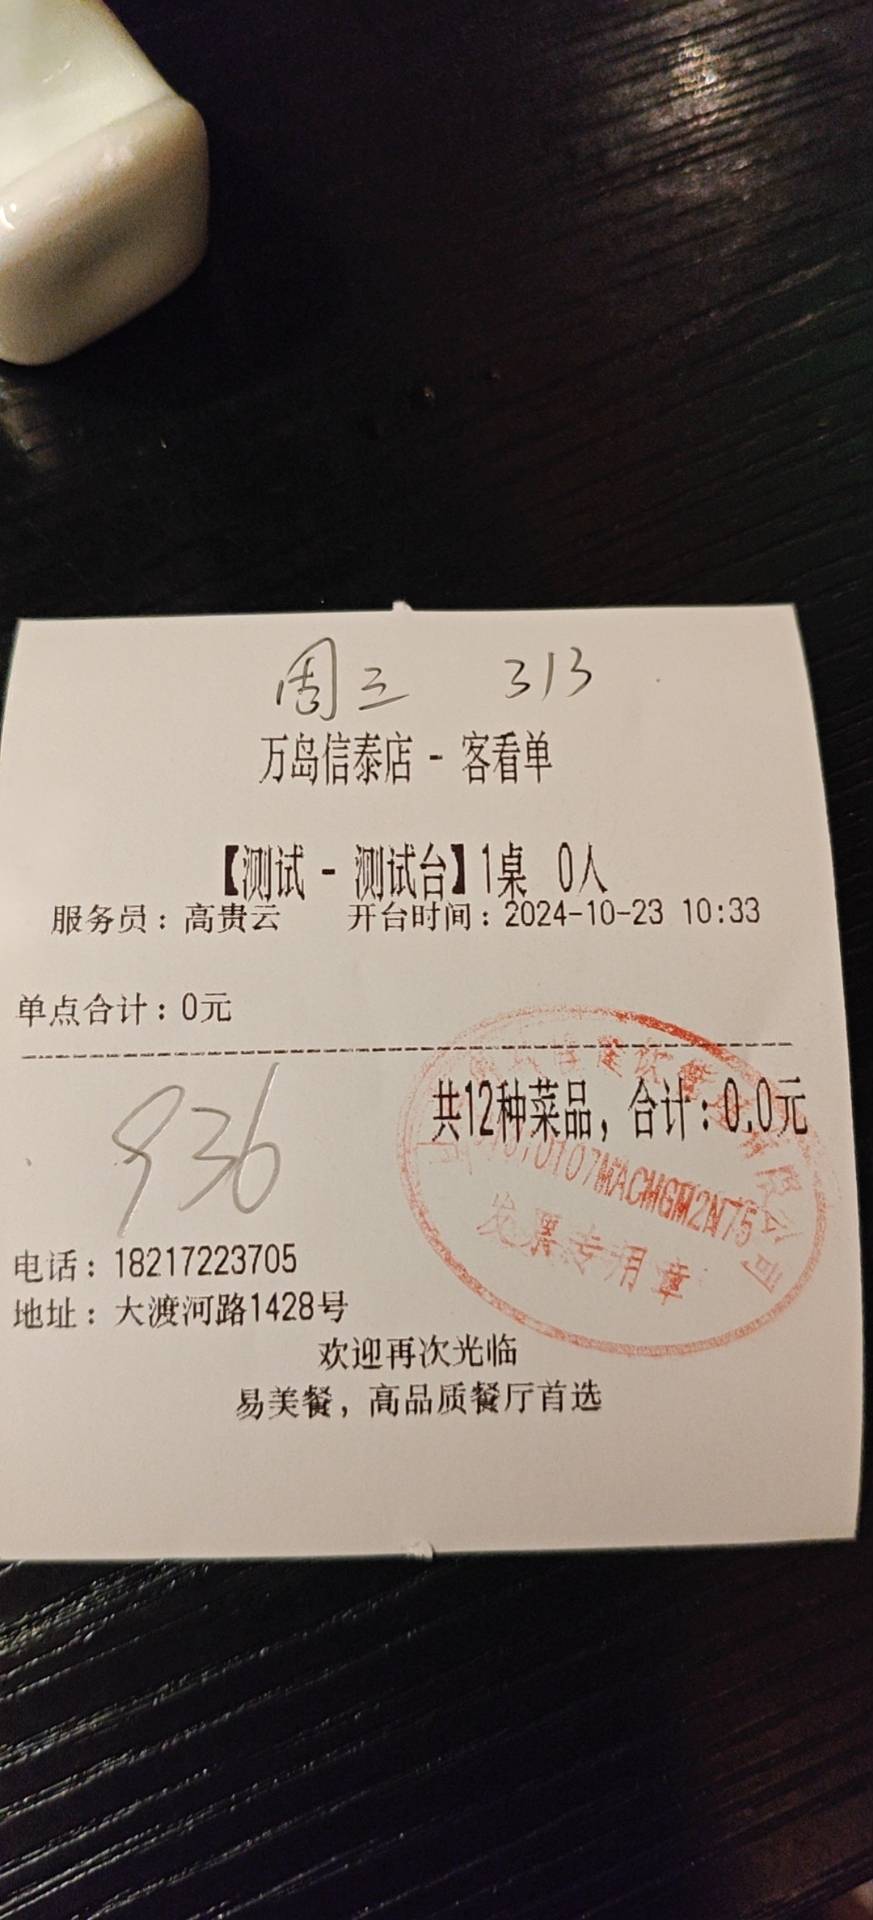 周三 313
万岛信泰店 - 客看单
【测试 - 测试台】1桌 0人
服务员：高贵云 开台时间：2024-10-23 10:33
单点合计：0元
共12种菜品，合计：0.0元
936
0107MACMGM2N75
发票专用章
电话：18217223705
地址：大渡河路1428号
欢迎再次光临
易美餐，高品质餐厅首选